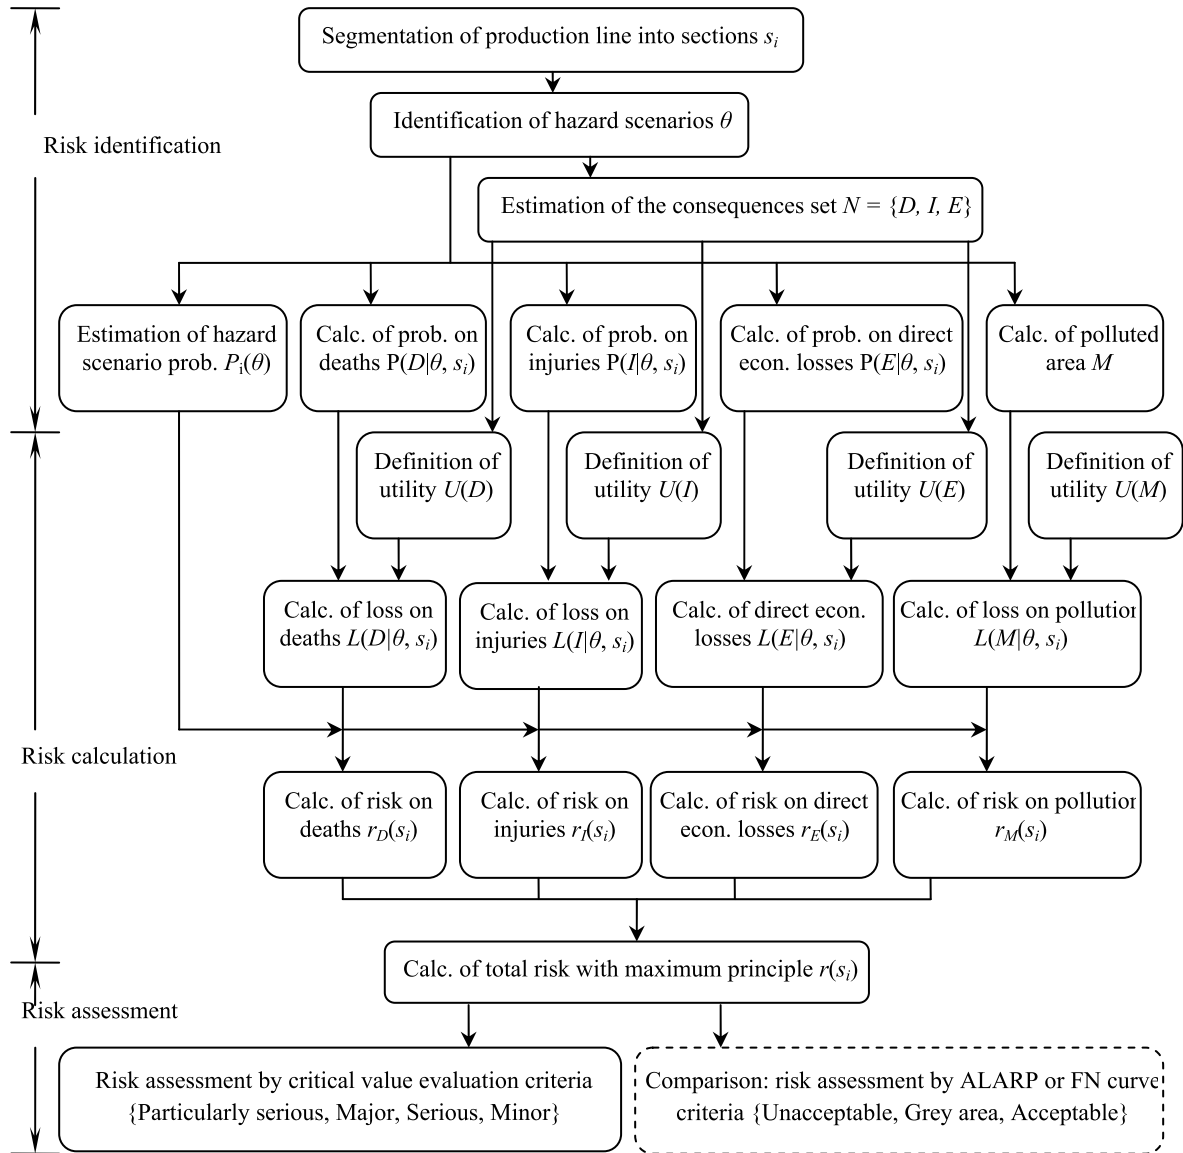 Segmentation of production line into sections sᵢ
Identification of hazard scenarios θ
Risk identification
Estimation of the consequences set N = {D, I, E}
Estimation of hazard
scenario prob. Pᵢ(θ)
Calc. of prob. on
deaths P(D|θ, sᵢ)
Calc. of prob. on
injuries P(I|θ, sᵢ)
Calc. of prob. on direct
econ. losses P(E|θ, sᵢ)
Calc. of polluted
area M
Definition of
utility U(D)
Definition of
utility U(I)
Definition of
utility U(E)
Definition of
utility U(M)
Calc. of loss on
deaths L(D|θ, sᵢ)
Calc. of loss on
injuries L(I|θ, sᵢ)
Calc. of direct econ.
losses L(E|θ, sᵢ)
Calc. of loss on pollution
L(M|θ, sᵢ)
Risk calculation
Calc. of risk on
deaths r_D(sᵢ)
Calc. of risk on
injuries r_I(sᵢ)
Calc. of risk on direct
econ. losses r_E(sᵢ)
Calc. of risk on pollution
r_M(sᵢ)
Calc. of total risk with maximum principle r(sᵢ)
Risk assessment
Risk assessment by critical value evaluation criteria
{Particularly serious, Major, Serious, Minor}
Comparison: risk assessment by ALARP or FN curve
criteria {Unacceptable, Grey area, Acceptable}